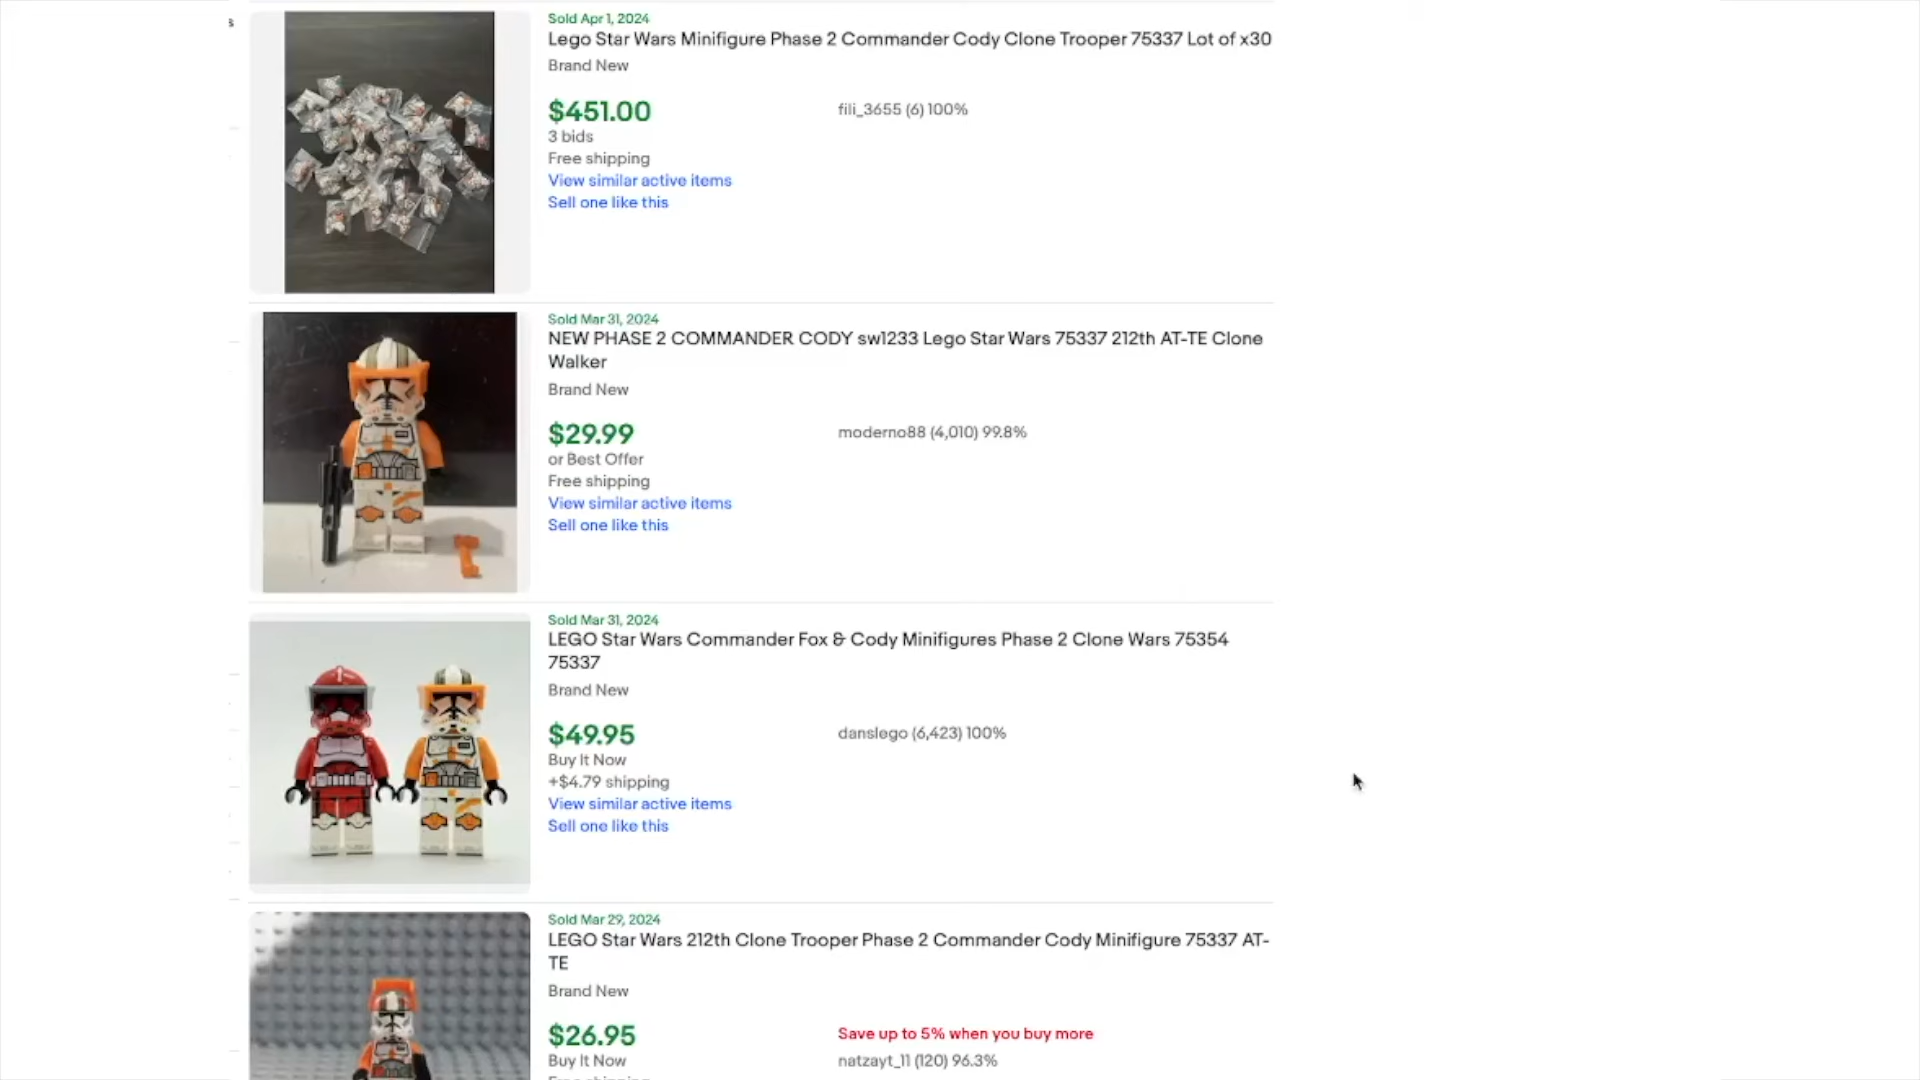 s
Sold Apr 1, 2024
Lego Star Wars Minifigure Phase 2 Commander Cody Clone Trooper 75337 Lot of x30
Brand New
$451.00
fili_3655 (6) 100%
3 bids
Free shipping
View similar active items
Sell one like this
Sold Mar 31, 2024
NEW PHASE 2 COMMANDER CODY sw1233 Lego Star Wars 75337 212th AT-TE Clone
Walker
Brand New
$29.99
moderno88 (4,010) 99.8%
or Best Offer
Free shipping
View similar active items
Sell one like this
Sold Mar 31, 2024
LEGO Star Wars Commander Fox & Cody Minifigures Phase 2 Clone Wars 75354
75337
Brand New
$49.95
danslego (6,423) 100%
Buy It Now
+$4.79 shipping
View similar active items
Sell one like this
Sold Mar 29, 2024
LEGO Star Wars 212th Clone Trooper Phase 2 Commander Cody Minifigure 75337 AT-
TE
Brand New
$26.95
Save up to 5% when you buy more
Buy It Now
natzayt_11 (120) 96.3%